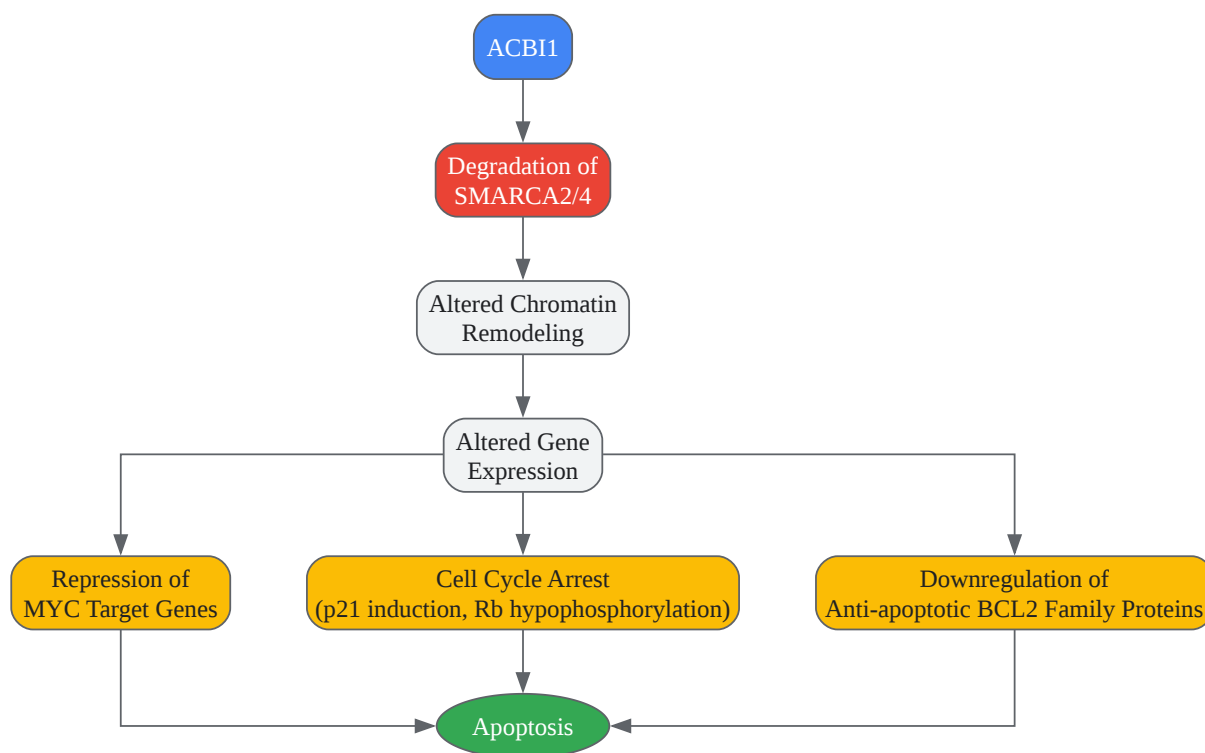 ACBI1
Degradation of
SMARCA2/4
Altered Chromatin
Remodeling
Altered Gene
Expression
Repression of
MYC Target Genes
Cell Cycle Arrest
(p21 induction, Rb hypophosphorylation)
Downregulation of
Anti-apoptotic BCL2 Family Proteins
Apoptosis